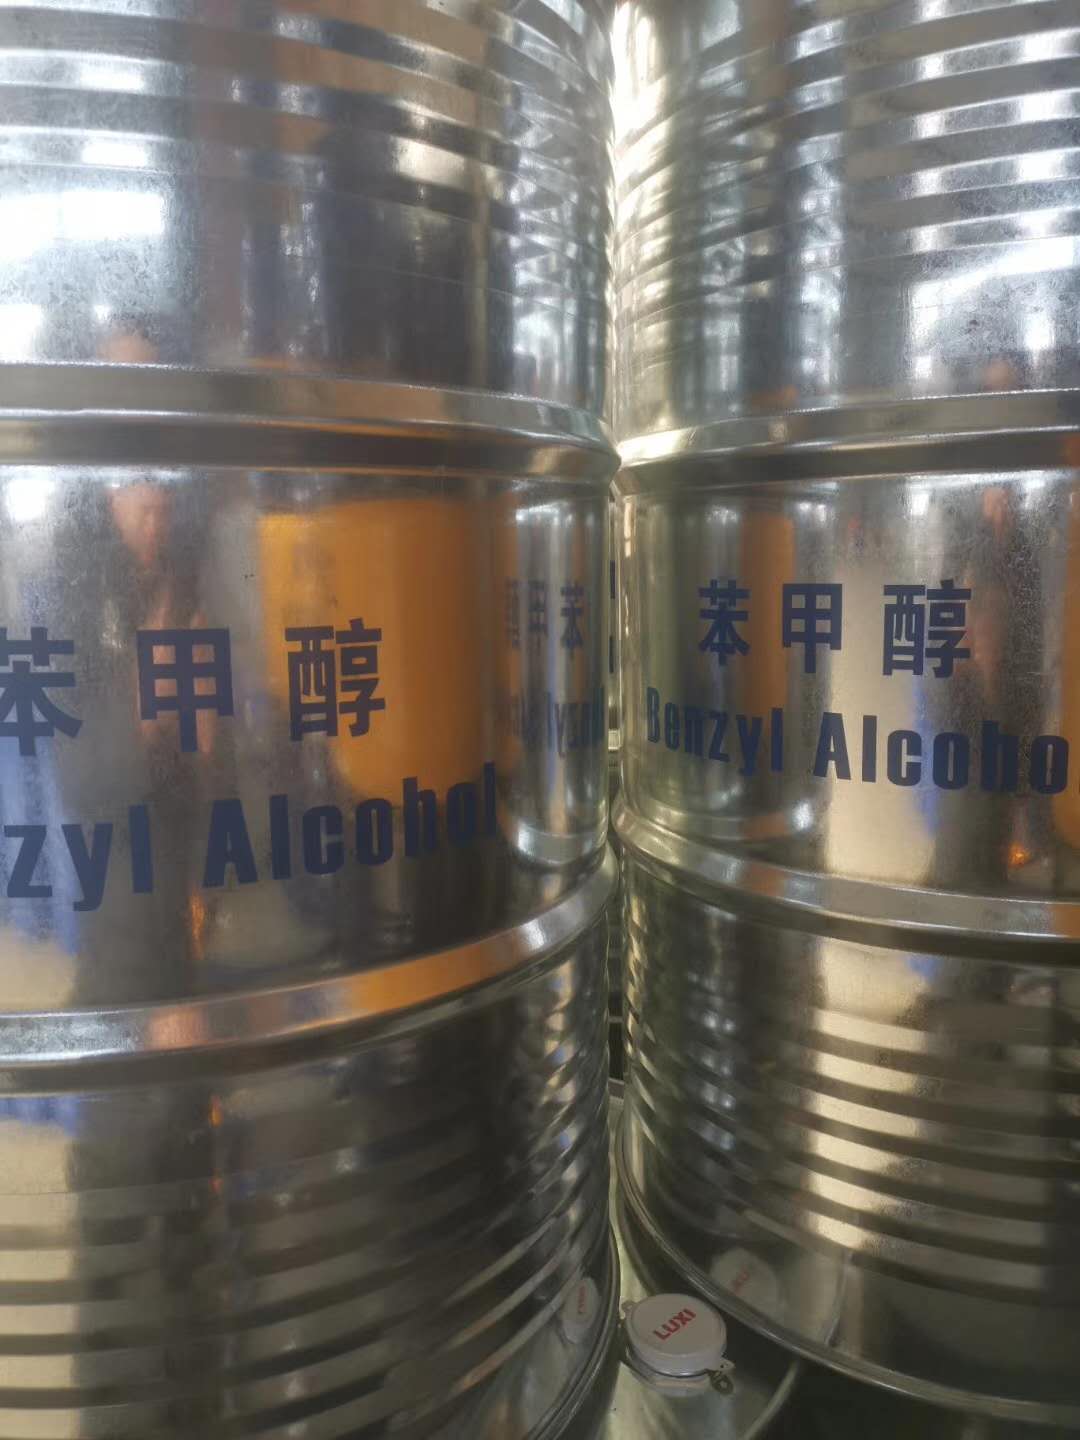 苯甲醇
zyl Alcohol
苯甲醇
Benzyl Alcoho
LUXI